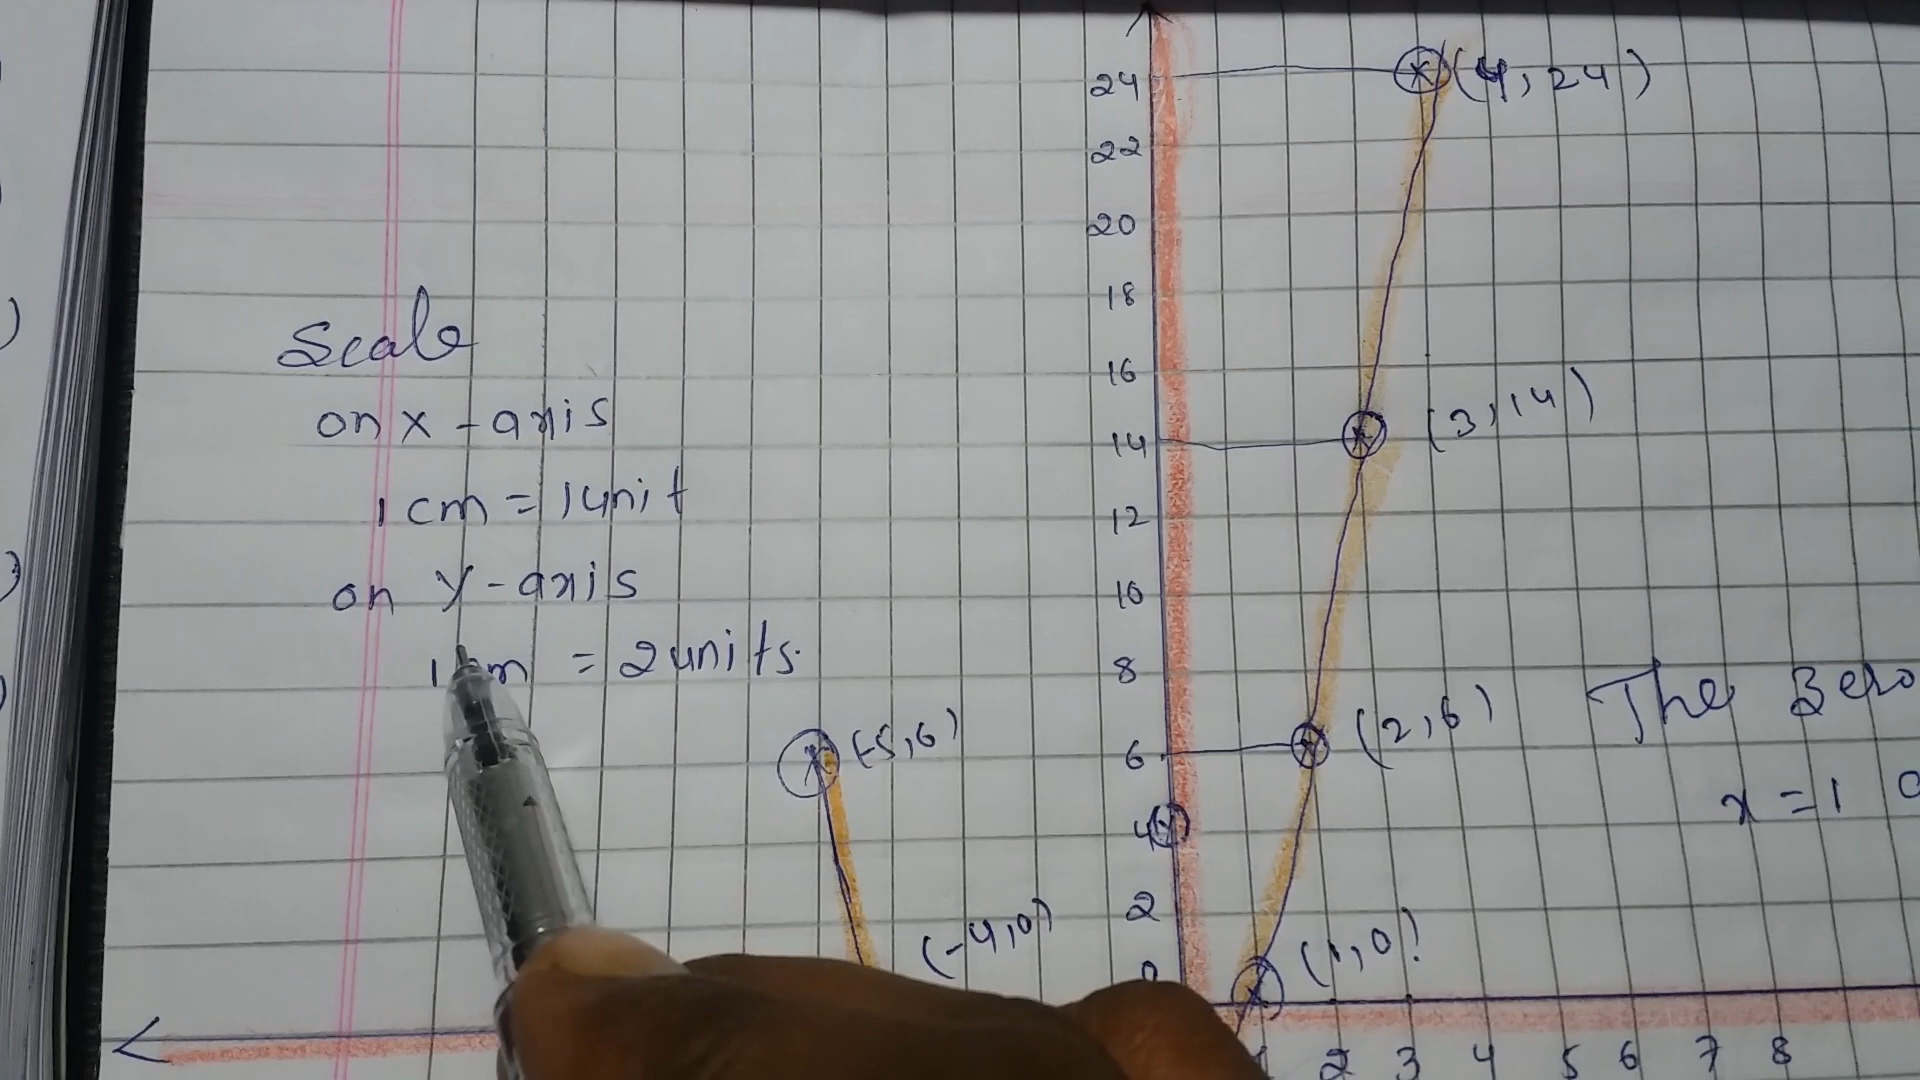 Scale
on x-axis
1 cm = 1 unit
on y-axis
= 2 units.
24
22
20
18
16
14
12
10
8
6
4
2
0
(4, 24)
(3, 14)
(2, 6)
(1, 0)
(-5, 6)
(-4, 0)
The Zero
x = 1
1 2 3 4 5 6 7 8